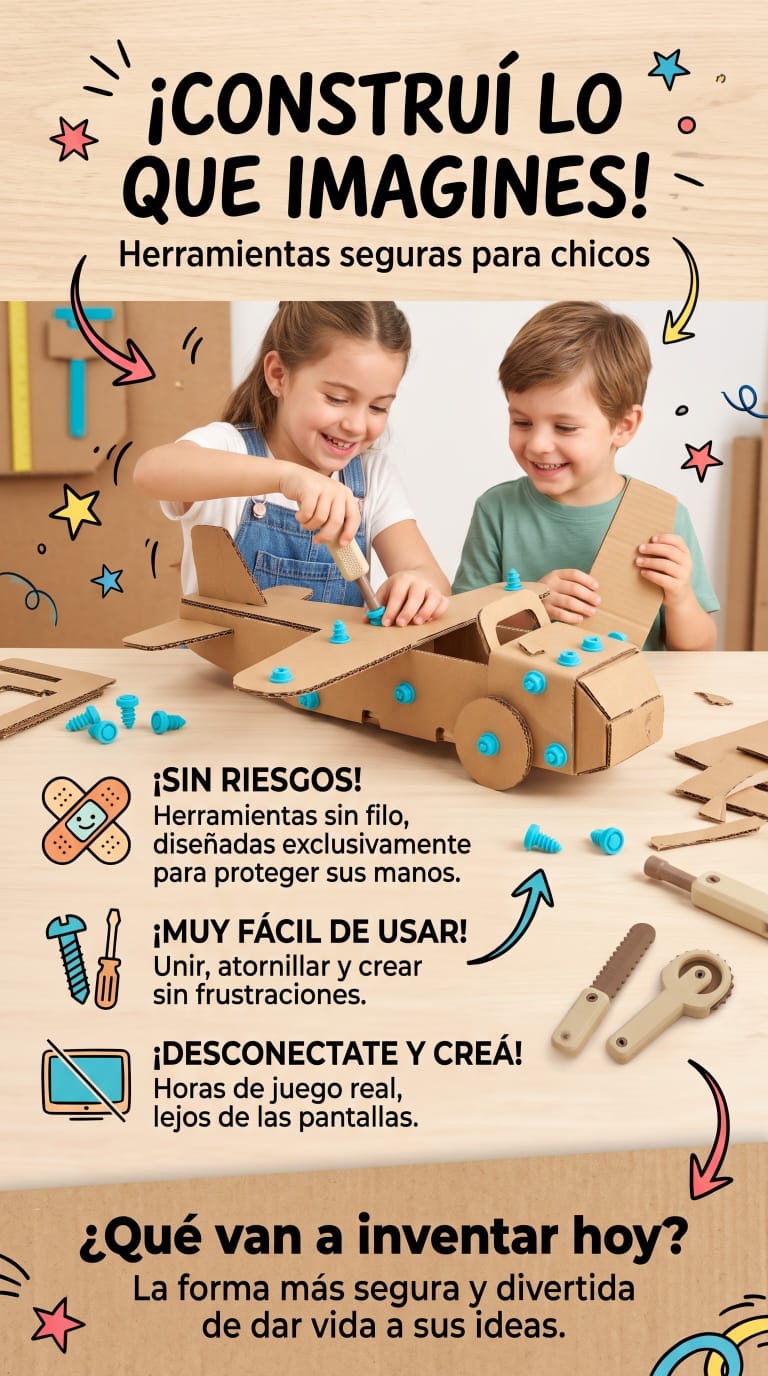 ¡CONSTRUÍ LO
QUE IMAGINES!
Herramientas seguras para chicos
¡SIN RIESGOS!
Herramientas sin filo,
diseñadas exclusivamente
para proteger sus manos.
¡MUY FÁCIL DE USAR!
Unir, atornillar y crear
sin frustraciones.
¡DESCONECTATE Y CREÁ!
Horas de juego real,
lejos de las pantallas.
¿Qué van a inventar hoy?
La forma más segura y divertida
de dar vida a sus ideas.